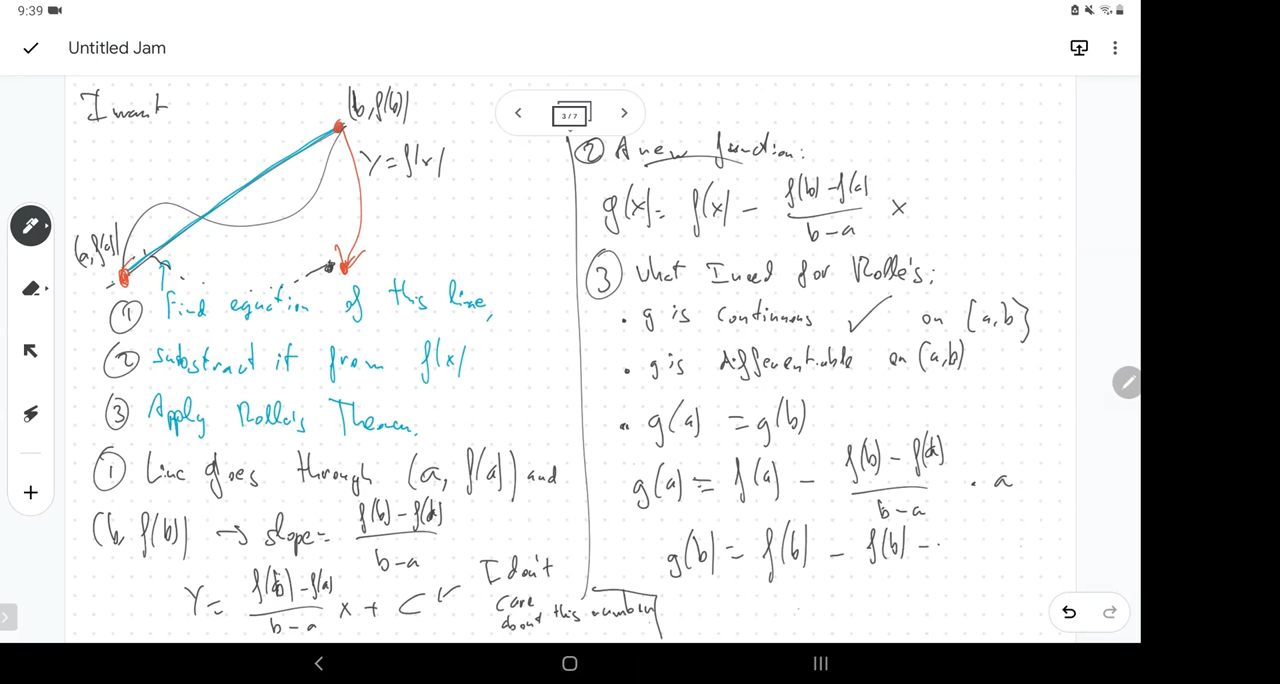 9:39
Untitled Jam
3/7
I want
(b, f(b))
y = f(x)
(a, f(a))
① Find equation of this line,
② Substract it from f(x)
③ Apply Rolle's Theorem.
① Line goes through (a, f(a)) and
(b, f(b)) → slope = f(b) - f(a) / b-a
y = f(b) - f(a) / b-a x + C
I don't
care
about this number
② A new function:
g(x) = f(x) - f(b) - f(a) / b-a x
③ What I need for Rolle's:
• g is continuous ✓ on [a,b]
• g is differentiable on (a,b)
• g(a) = g(b)
g(a) = f(a) - f(b) - f(a) / b-a · a
g(b) = f(b) - f(b) -